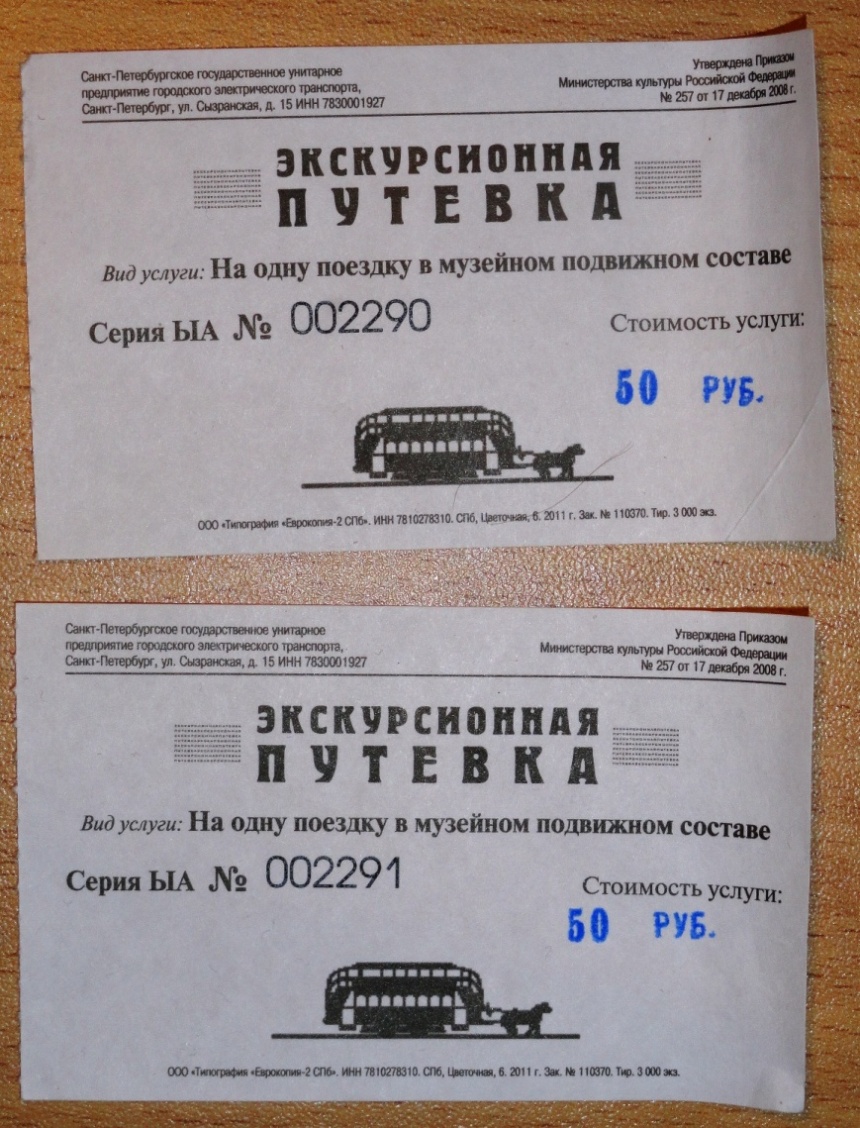 Санкт-Петербургское государственное унитарное
предприятие городского электрического транспорта,
Санкт-Петербург, ул. Сызранская, д. 15 ИНН 7830001927
Утверждена Приказом
Министерства культуры Российской Федерации
№ 257 от 17 декабря 2008 г.
ЭКСКУРСИОННАЯ
ПУТЕВКА
Вид услуги: На одну поездку в музейном подвижном составе
Серия ЫА № 002290
Стоимость услуги:
50 РУБ.
ООО «Типография «Еврокопия-2 СПб». ИНН 7810278310. СПб, Цветочная, 6. 2011 г. Зак. № 110370. Тир. 3 000 экз.
Санкт-Петербургское государственное унитарное
предприятие городского электрического транспорта,
Санкт-Петербург, ул. Сызранская, д. 15 ИНН 7830001927
Утверждена Приказом
Министерства культуры Российской Федерации
№ 257 от 17 декабря 2008 г.
ЭКСКУРСИОННАЯ
ПУТЕВКА
Вид услуги: На одну поездку в музейном подвижном составе
Серия ЫА № 002291
Стоимость услуги:
50 РУБ.
ООО «Типография «Еврокопия-2 СПб». ИНН 7810278310. СПб, Цветочная, 6. 2011 г. Зак. № 110370. Тир. 3 000 экз.